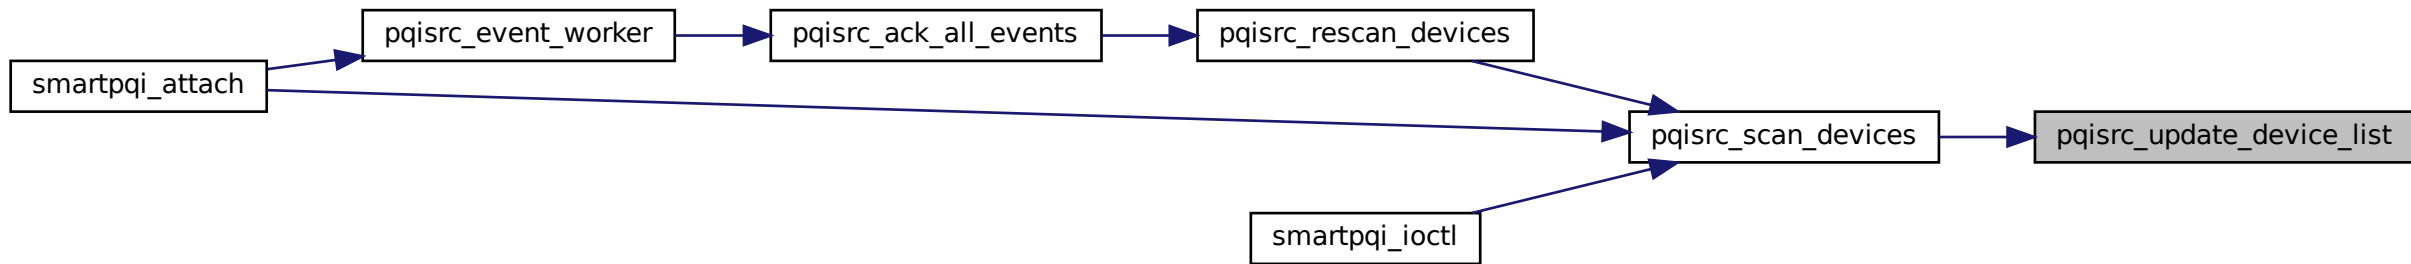 pqisrc_event_worker
pqisrc_ack_all_events
pqisrc_rescan_devices
smartpqi_attach
pqisrc_scan_devices
pqisrc_update_device_list
smartpqi_ioctl